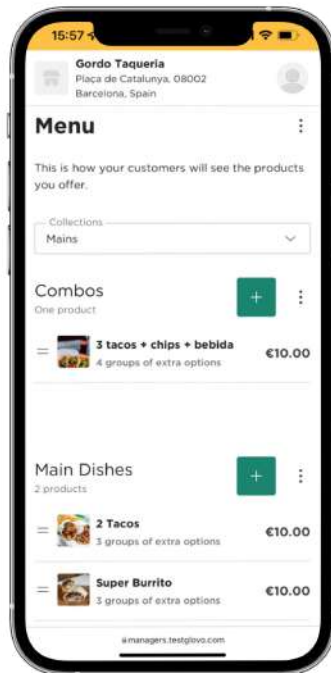 15:57
Gordo Taqueria
Plaça de Catalunya, 08002
Barcelona, Spain
Menu
This is how your customers will see the products
you offer.
Collections
Mains
Combos
One product
3 tacos + chips + bebida
4 groups of extra options
€10.00
Main Dishes
2 products
2 Tacos
3 groups of extra options
€10.00
Super Burrito
3 groups of extra options
€10.00
managers.testglovo.com